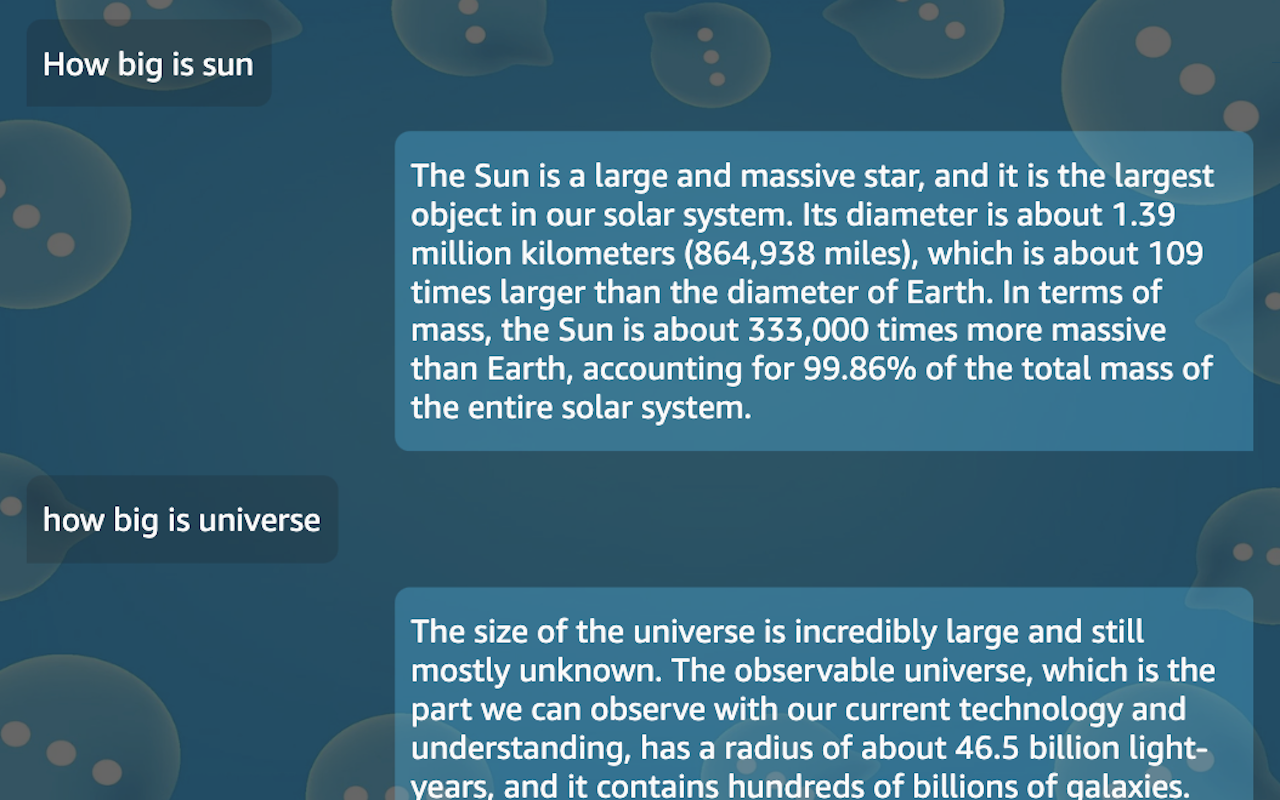 How big is sun
The Sun is a large and massive star, and it is the largest
object in our solar system. Its diameter is about 1.39
million kilometers (864,938 miles), which is about 109
times larger than the diameter of Earth. In terms of
mass, the Sun is about 333,000 times more massive
than Earth, accounting for 99.86% of the total mass of
the entire solar system.
how big is universe
The size of the universe is incredibly large and still
mostly unknown. The observable universe, which is the
part we can observe with our current technology and
understanding, has a radius of about 46.5 billion light-
years, and it contains hundreds of billions of galaxies.